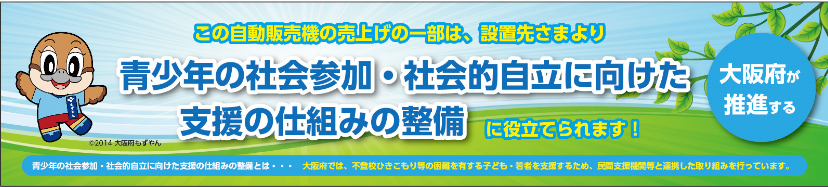 この自動販売機の売上げの一部は、設置先さまより
青少年の社会参加・社会的自立に向けた
支援の仕組みの整備 に役立てられます！
大阪府が
推進する
©2014 大阪府もずやん
青少年の社会参加・社会的自立に向けた支援の仕組みの整備とは・・・ 大阪府では、不登校ひきこもり等の困難を有する子ども・若者を支援するため、民間支援機関等と連携した取り組みを行っています。